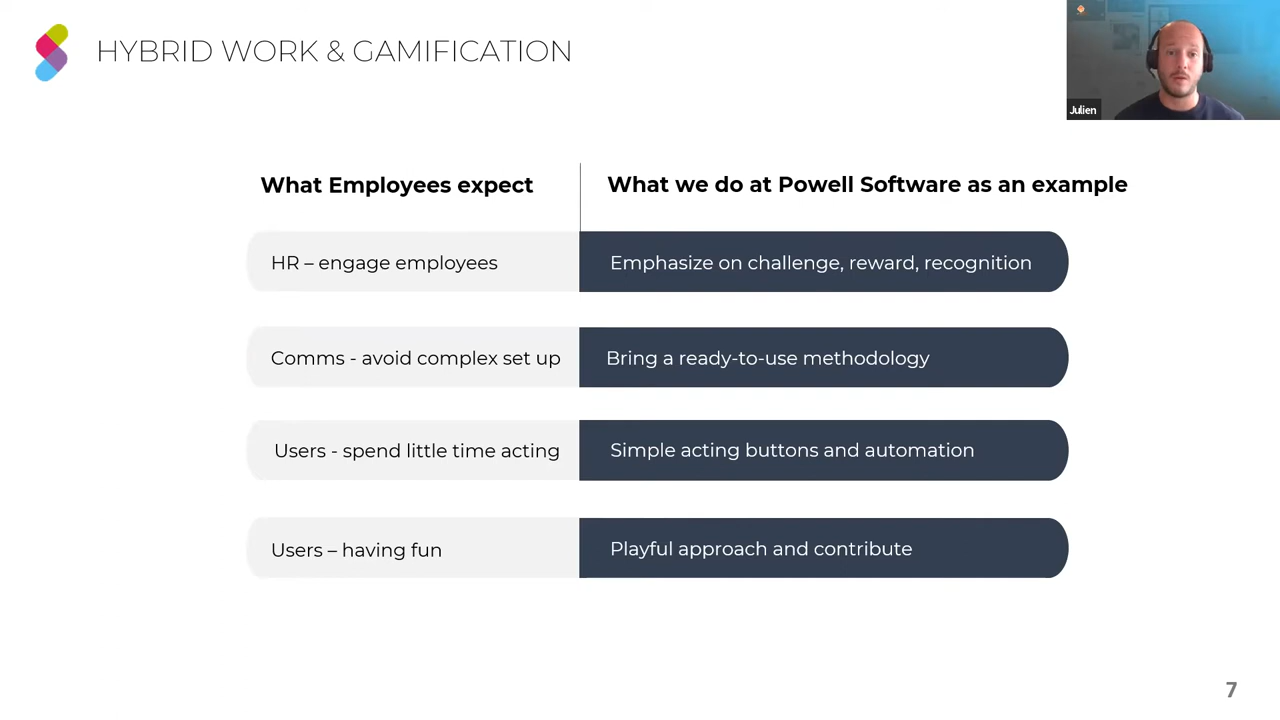 HYBRID WORK & GAMIFICATION
Julien
What Employees expect
What we do at Powell Software as an example
HR – engage employees
Emphasize on challenge, reward, recognition
Comms - avoid complex set up
Bring a ready-to-use methodology
Users - spend little time acting
Simple acting buttons and automation
Users – having fun
Playful approach and contribute
7